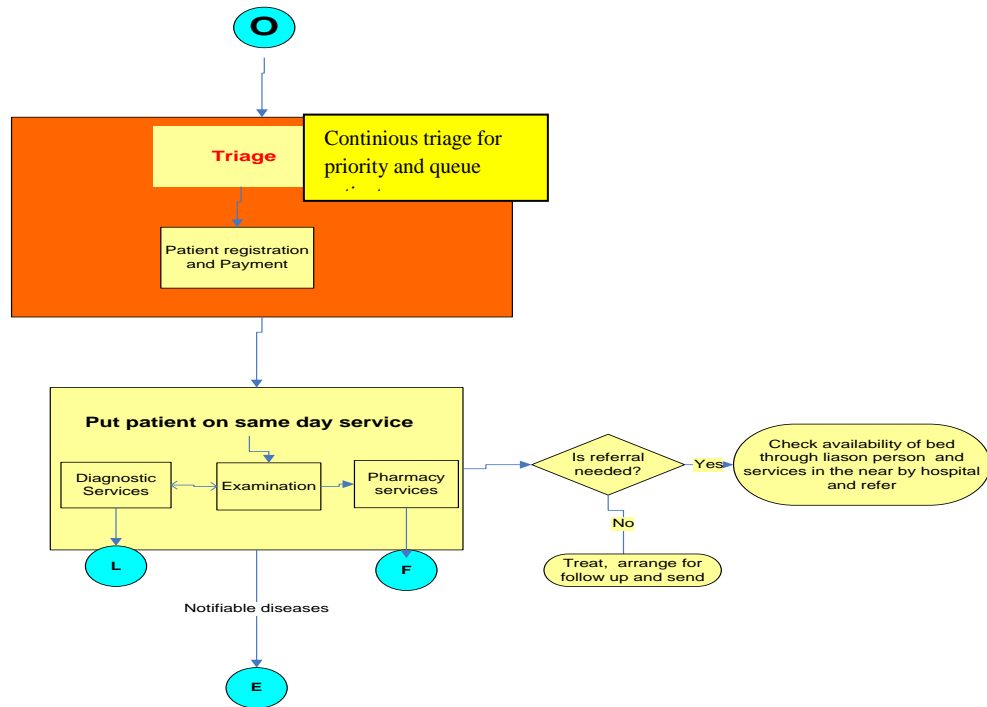 O
Triage
Continious triage for
priority and queue
Patient registration
and Payment
Put patient on same day service
Diagnostic
Services
Examination
Pharmacy
services
Is referral
needed?
Yes
Check availability of bed
through liason person and
services in the near by hospital
and refer
No
Treat, arrange for
follow up and send
L
F
Notifiable diseases
E